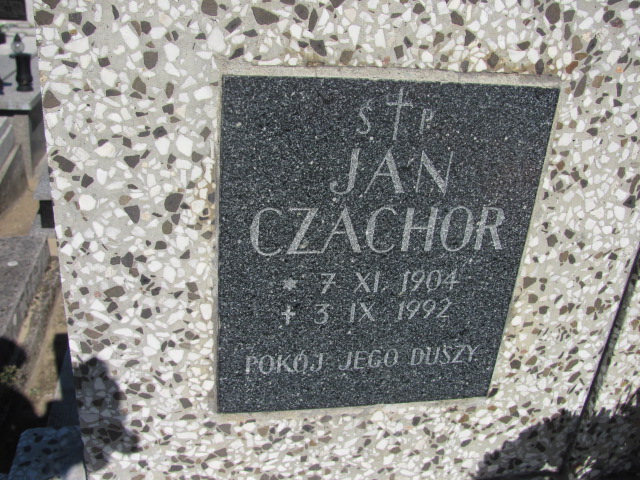 Ś † P
JAN
CZACHOR
* 7 XI. 1904
† 3 IX. 1992
POKÓJ JEGO DUSZY.